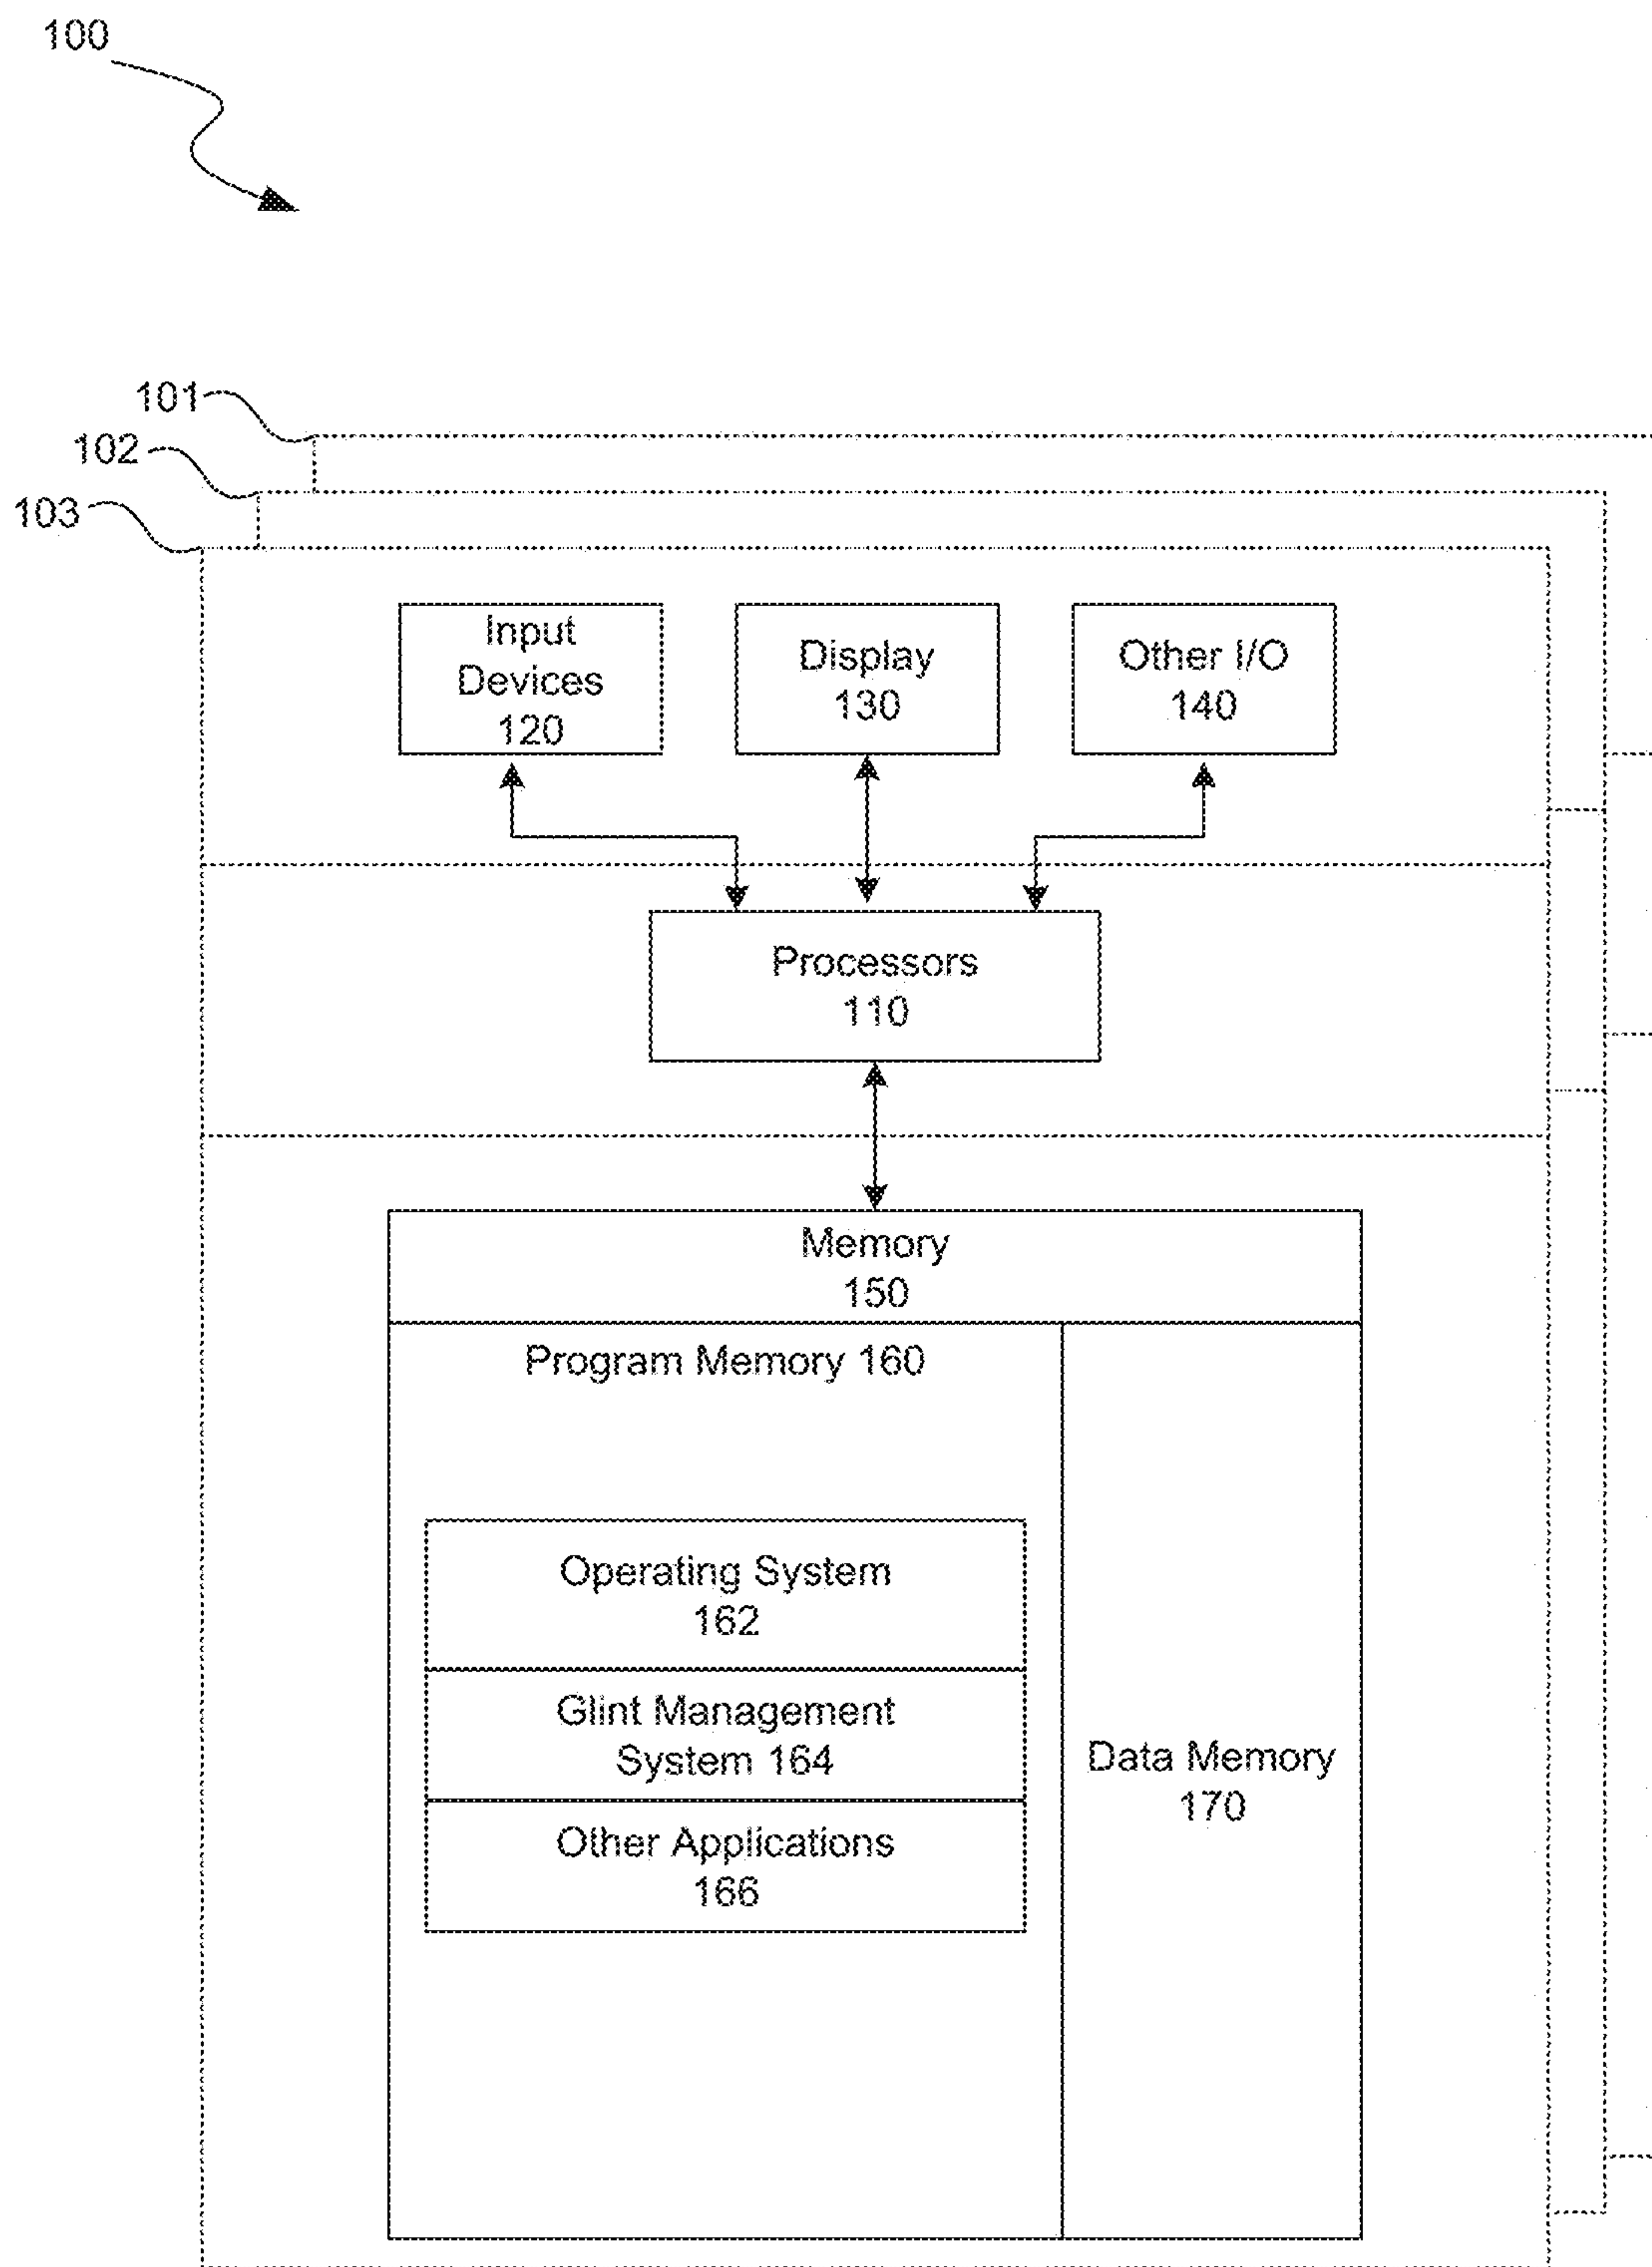 100
101
102
103
Input
Devices
120
Display
130
Other I/O
140
Processors
110
Memory
150
Program Memory 160
Operating System
162
Glint Management
System 164
Other Applications
166
Data Memory
170